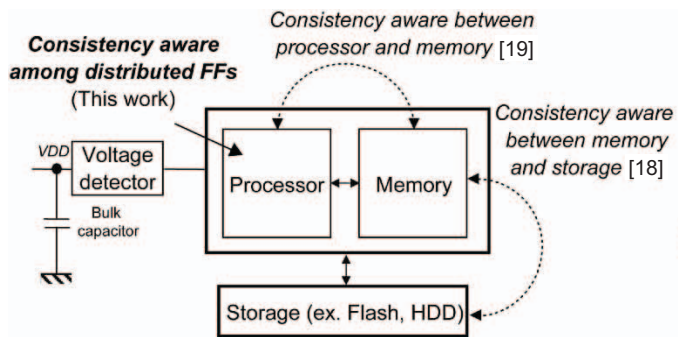 Consistency aware
among distributed FFs
(This work)
Consistency aware between
processor and memory [19]
Consistency aware
between memory
and storage [18]
VDD
Voltage
detector
Bulk
capacitor
Processor
Memory
Storage (ex. Flash, HDD)